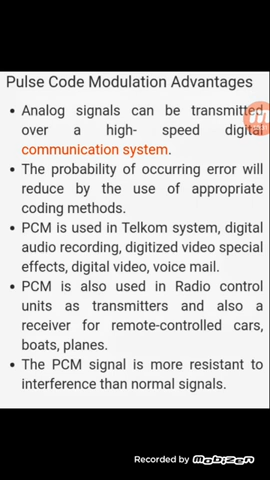 Pulse Code Modulation Advantages
• Analog signals can be transmitted
over a high- speed digital
communication system.
• The probability of occurring error will
reduce by the use of appropriate
coding methods.
• PCM is used in Telkom system, digital
audio recording, digitized video special
effects, digital video, voice mail.
• PCM is also used in Radio control
units as transmitters and also a
receiver for remote-controlled cars,
boats, planes.
• The PCM signal is more resistant to
interference than normal signals.
Recorded by mobizen